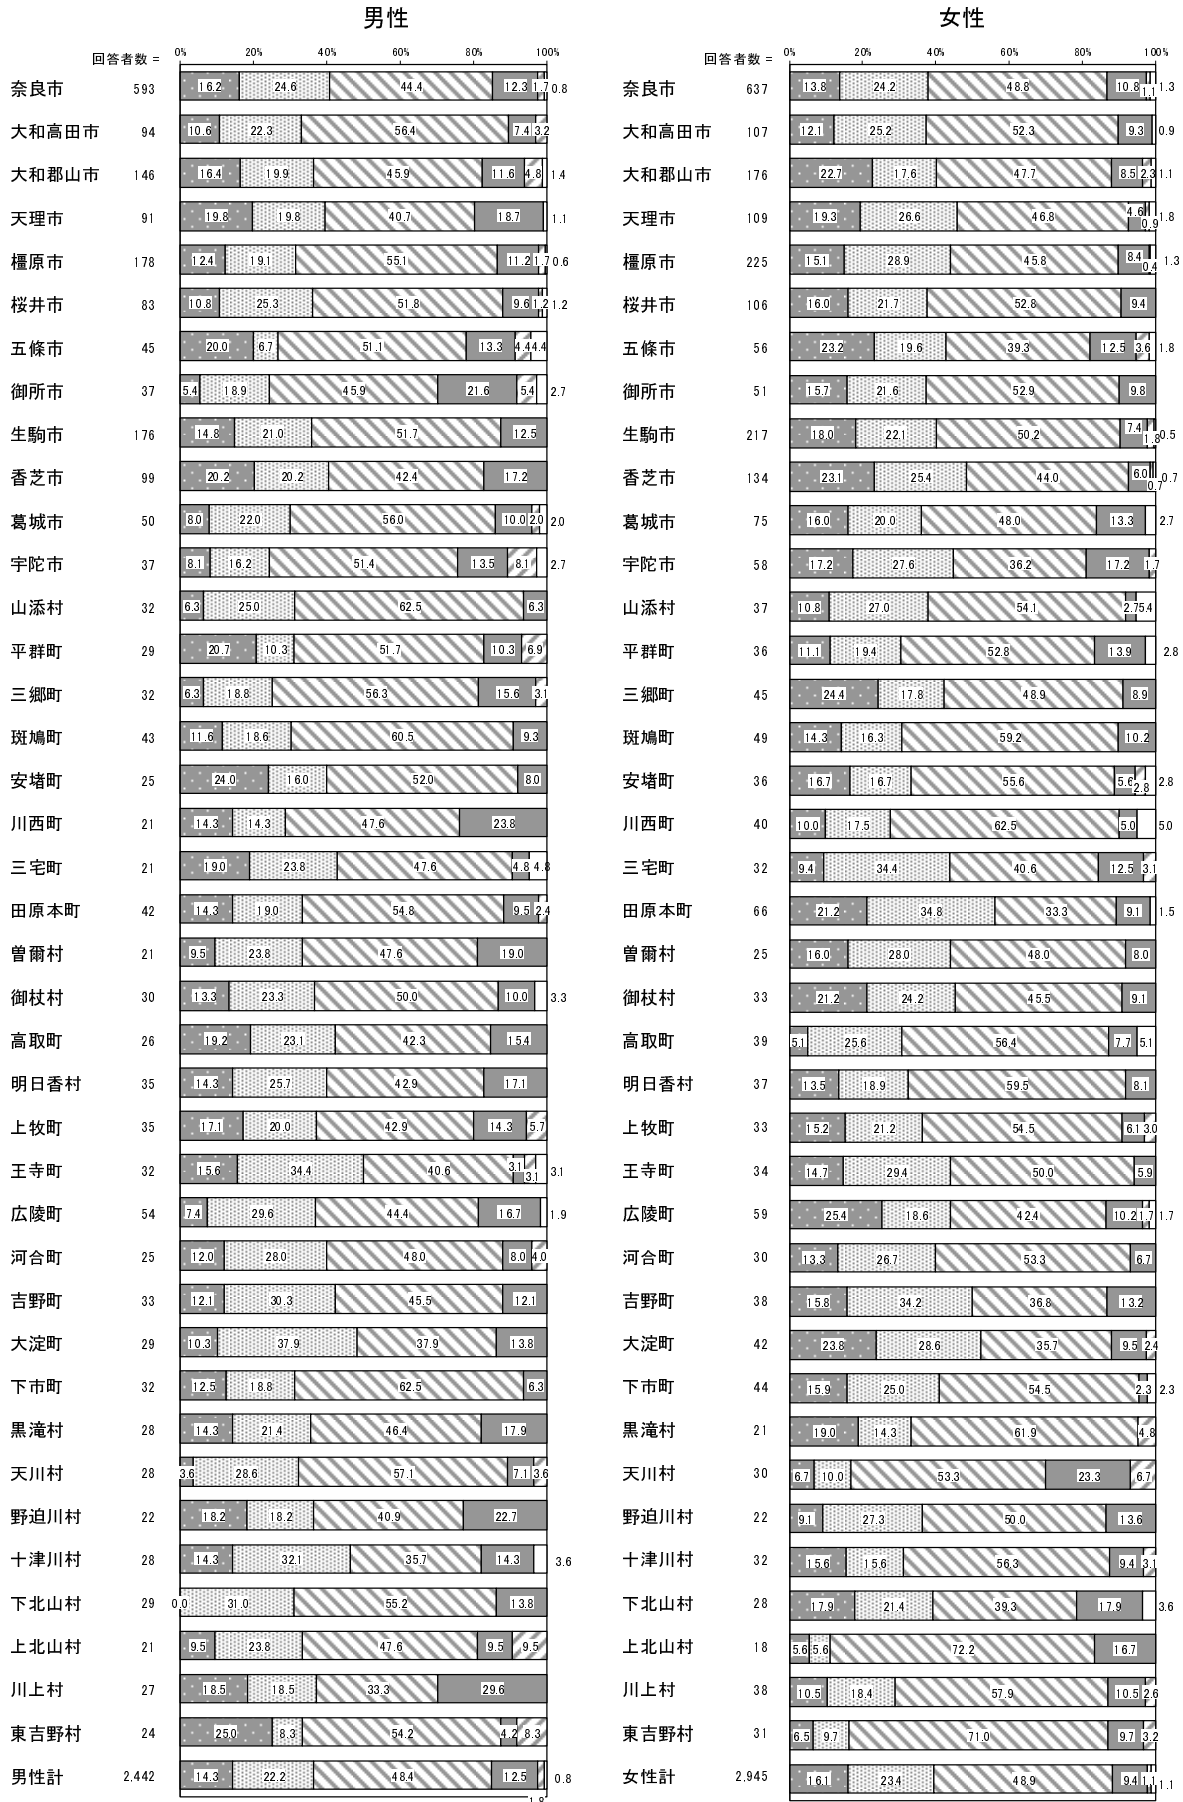 男性
回答者数 = 0% 20% 40% 60% 80% 100%
奈良市 593 16.2 24.6 44.4 12.3 1.7 0.8
大和高田市 94 10.6 22.3 56.4 7.4 3.2
大和郡山市 146 16.4 19.9 45.9 11.6 4.8 1.4
天理市 91 19.8 19.8 40.7 18.7 1.1
橿原市 178 12.4 19.1 55.1 11.2 1.7 0.6
桜井市 83 10.8 25.3 51.8 9.6 1.2 1.2
五條市 45 20.0 6.7 51.1 13.3 4.4 4.4
御所市 37 5.4 18.9 45.9 21.6 5.4 2.7
生駒市 176 14.8 21.0 51.7 12.5
香芝市 99 20.2 20.2 42.4 17.2
葛城市 50 8.0 22.0 56.0 10.0 2.0 2.0
宇陀市 37 8.1 16.2 51.4 13.5 8.1 2.7
山添村 32 6.3 25.0 62.5 6.3
平群町 29 20.7 10.3 51.7 10.3 6.9
三郷町 32 6.3 18.8 56.3 15.6 3.1
斑鳩町 43 11.6 18.6 60.5 9.3
安堵町 25 24.0 16.0 52.0 8.0
川西町 21 14.3 14.3 47.6 23.8
三宅町 21 19.0 23.8 47.6 4.8 4.8
田原本町 42 14.3 19.0 54.8 9.5 2.4
曽爾村 21 9.5 23.8 47.6 19.0
御杖村 30 13.3 23.3 50.0 10.0 3.3
高取町 26 19.2 23.1 42.3 15.4
明日香村 35 14.3 25.7 42.9 17.1
上牧町 35 17.1 20.0 42.9 14.3 5.7
王寺町 32 15.6 34.4 40.6 3.1 3.1 3.1
広陵町 54 7.4 29.6 44.4 16.7 1.9
河合町 25 12.0 28.0 48.0 8.0 4.0
吉野町 33 12.1 30.3 45.5 12.1
大淀町 29 10.3 37.9 37.9 13.8
下市町 32 12.5 18.8 62.5 6.3
黒滝村 28 14.3 21.4 46.4 17.9
天川村 28 3.6 28.6 57.1 7.1 3.6
野迫川村 22 18.2 18.2 40.9 22.7
十津川村 28 14.3 32.1 35.7 14.3 3.6
下北山村 29 0.0 31.0 55.2 13.8
上北山村 21 9.5 23.8 47.6 9.5 9.5
川上村 27 18.5 18.5 33.3 29.6
東吉野村 24 25.0 8.3 54.2 4.2 8.3
男性計 2,442 14.3 22.2 48.4 12.5 1.8 0.8
女性
回答者数 = 0% 20% 40% 60% 80% 100%
奈良市 637 13.8 24.2 48.8 10.8 1.1 1.3
大和高田市 107 12.1 25.2 52.3 9.3 0.9
大和郡山市 176 22.7 17.6 47.7 8.5 2.3 1.1
天理市 109 19.3 26.6 46.8 4.6 0.9 1.8
橿原市 225 15.1 28.9 45.8 8.4 0.4 1.3
桜井市 106 16.0 21.7 52.8 9.4
五條市 56 23.2 19.6 39.3 12.5 3.6 1.8
御所市 51 15.7 21.6 52.9 9.8
生駒市 217 18.0 22.1 50.2 7.4 1.8 0.5
香芝市 134 23.1 25.4 44.0 6.0 0.7 0.7
葛城市 75 16.0 20.0 48.0 13.3 2.7
宇陀市 58 17.2 27.6 36.2 17.2 1.7
山添村 37 10.8 27.0 54.1 2.7 5.4
平群町 36 11.1 19.4 52.8 13.9 2.8
三郷町 45 24.4 17.8 48.9 8.9
斑鳩町 49 14.3 16.3 59.2 10.2
安堵町 36 16.7 16.7 55.6 5.6 2.8 2.8
川西町 40 10.0 17.5 62.5 5.0 5.0
三宅町 32 9.4 34.4 40.6 12.5 3.1
田原本町 66 21.2 34.8 33.3 9.1 1.5
曽爾村 25 16.0 28.0 48.0 8.0
御杖村 33 21.2 24.2 45.5 9.1
高取町 39 5.1 25.6 56.4 7.7 5.1
明日香村 37 13.5 18.9 59.5 8.1
上牧町 33 15.2 21.2 54.5 6.1 3.0
王寺町 34 14.7 29.4 50.0 5.9
広陵町 59 25.4 18.6 42.4 10.2 1.7 1.7
河合町 30 13.3 26.7 53.3 6.7
吉野町 38 15.8 34.2 36.8 13.2
大淀町 42 23.8 28.6 35.7 9.5 2.4
下市町 44 15.9 25.0 54.5 2.3 2.3
黒滝村 21 19.0 14.3 61.9 4.8
天川村 30 6.7 10.0 53.3 23.3 6.7
野迫川村 22 9.1 27.3 50.0 13.6
十津川村 32 15.6 15.6 56.3 9.4 3.1
下北山村 28 17.9 21.4 39.3 17.9 3.6
上北山村 18 5.6 5.6 72.2 16.7
川上村 38 10.5 18.4 57.9 10.5 2.6
東吉野村 31 6.5 9.7 71.0 9.7 3.2
女性計 2,945 16.1 23.4 48.9 9.4 1.1 1.1